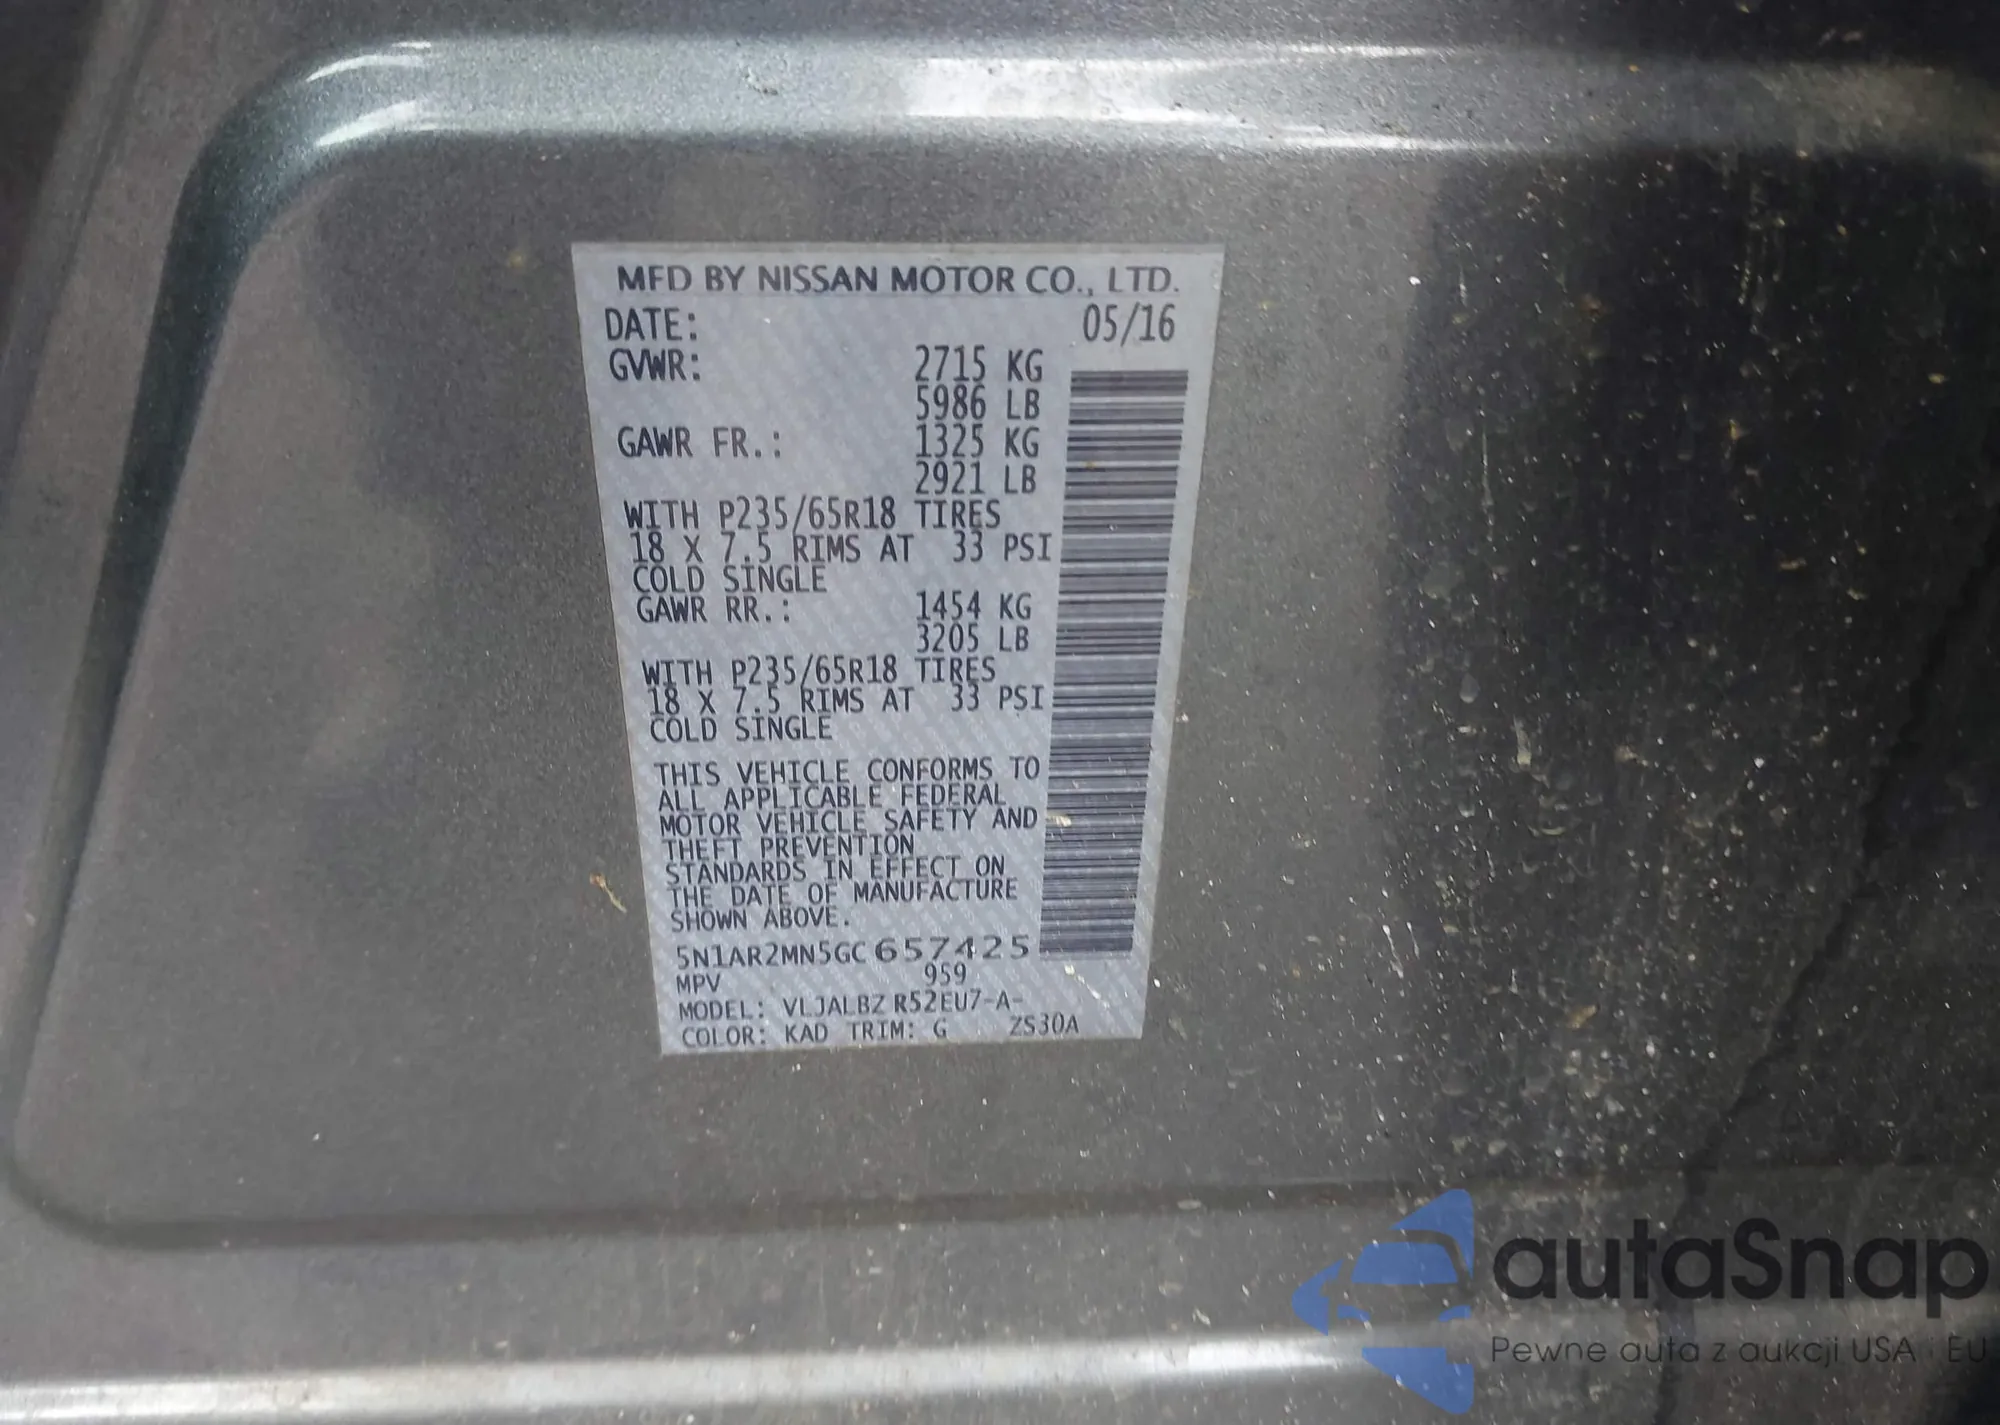 MFD BY NISSAN MOTOR CO., LTD.
DATE: 05/16
GVWR: 2715 KG
5986 LB
GAWR FR.: 1325 KG
2921 LB
WITH P235/65R18 TIRES
18 X 7.5 RIMS AT 33 PSI
COLD SINGLE
GAWR RR.: 1454 KG
3205 LB
WITH P235/65R18 TIRES
18 X 7.5 RIMS AT 33 PSI
COLD SINGLE
THIS VEHICLE CONFORMS TO
ALL APPLICABLE FEDERAL
MOTOR VEHICLE SAFETY AND
THEFT PREVENTION
STANDARDS IN EFFECT ON
THE DATE OF MANUFACTURE
SHOWN ABOVE.
5N1AR2MN5GC657425
MPV 959
MODEL: VLJALBZ R52EU7-A-
COLOR: KAD TRIM: G ZS30A
autaSnap
Pewne auta z aukcji USA i EU